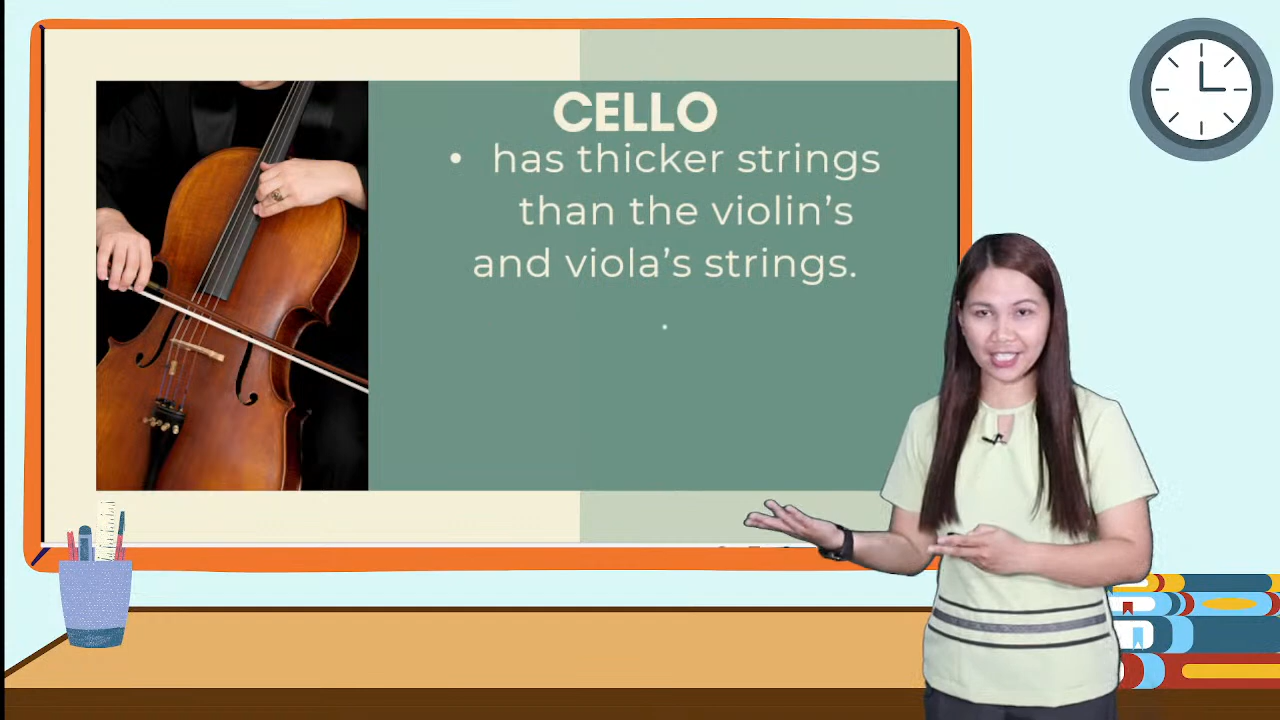 CELLO
• has thicker strings
than the violin’s
and viola’s strings.
.